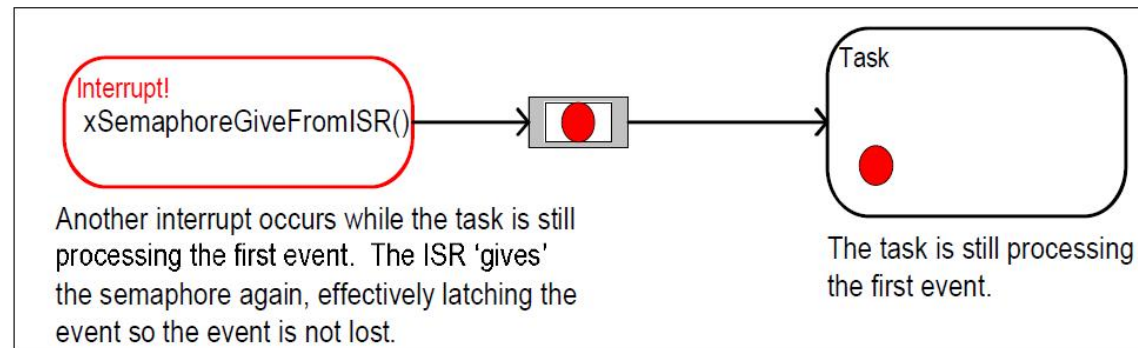 Interrupt!
xSemaphoreGiveFromISR()
Task
Another interrupt occurs while the task is still
processing the first event. The ISR 'gives'
the semaphore again, effectively latching the
event so the event is not lost.
The task is still processing
the first event.